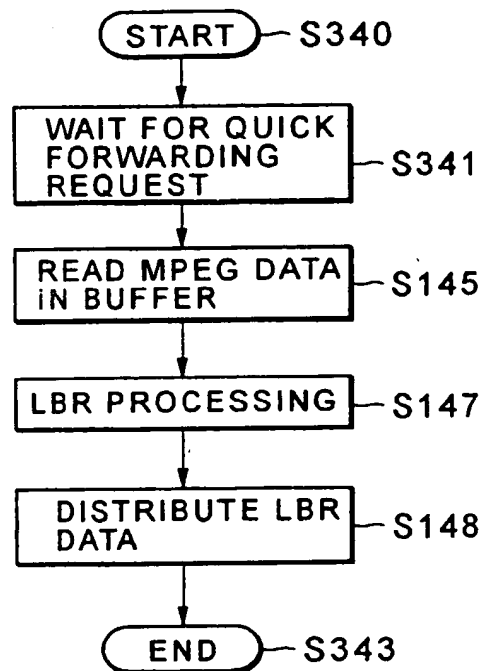 START S340
WAIT FOR QUICK
FORWARDING
REQUEST
S341
READ MPEG DATA
iN BUFFER
S145
LBR PROCESSING S147
DISTRIBUTE LBR
DATA
S148
END S343